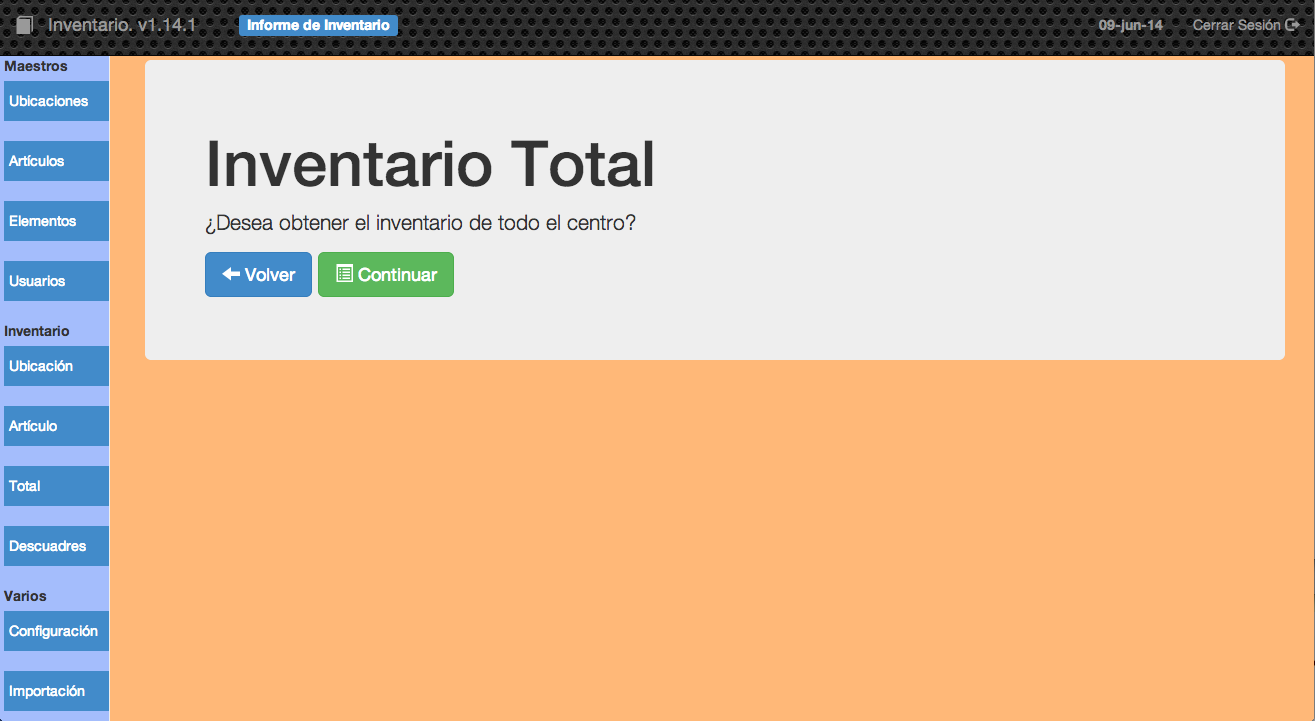 Inventario. v1.14.1 Informe de Inventario 09-jun-14 Cerrar Sesión
Maestros
Ubicaciones
Artículos
Elementos
Usuarios
Inventario
Ubicación
Artículo
Total
Descuadres
Varios
Configuración
Importación
Inventario Total
¿Desea obtener el inventario de todo el centro?
Volver Continuar